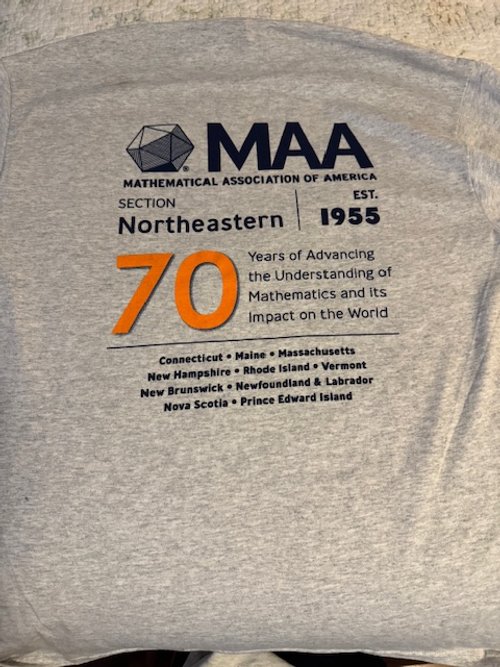 MAA
®
MATHEMATICAL ASSOCIATION OF AMERICA
SECTION
Northeastern
EST.
1955
70
Years of Advancing
the Understanding of
Mathematics and its
Impact on the World
Connecticut • Maine • Massachusetts
New Hampshire • Rhode Island • Vermont
New Brunswick • Newfoundland & Labrador
Nova Scotia • Prince Edward Island